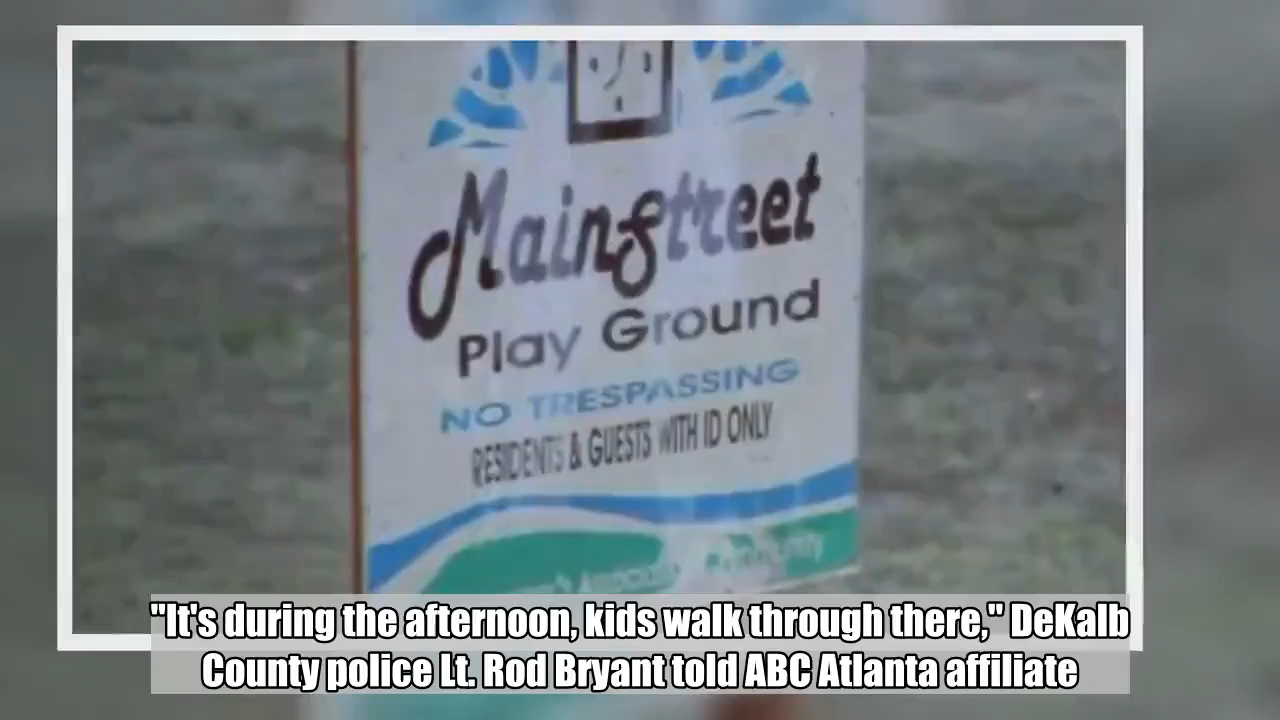 Mainstreet
Play Ground
NO TRESPASSING
RESIDENTS & GUESTS WITH ID ONLY
Community
"It's during the afternoon, kids walk through there," DeKalb
County police Lt. Rod Bryant told ABC Atlanta affiliate